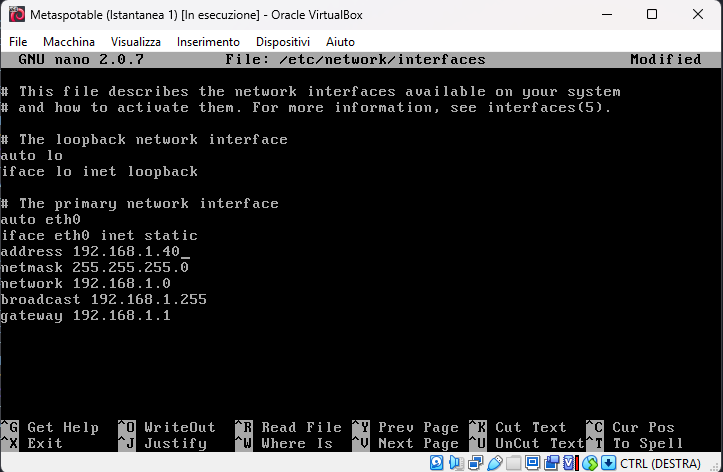 Metaspotable (Istantanea 1) [In esecuzione] - Oracle VirtualBox
File Macchina Visualizza Inserimento Dispositivi Aiuto
GNU nano 2.0.7 File: /etc/network/interfaces Modified
# This file describes the network interfaces available on your system
# and how to activate them. For more information, see interfaces(5).
# The loopback network interface
auto lo
iface lo inet loopback
# The primary network interface
auto eth0
iface eth0 inet static
address 192.168.1.40_
netmask 255.255.255.0
network 192.168.1.0
broadcast 192.168.1.255
gateway 192.168.1.1
^G Get Help ^O WriteOut ^R Read File ^Y Prev Page ^K Cut Text ^C Cur Pos
^X Exit ^J Justify ^W Where Is ^V Next Page ^U UnCut Text ^T To Spell
CTRL (DESTRA)